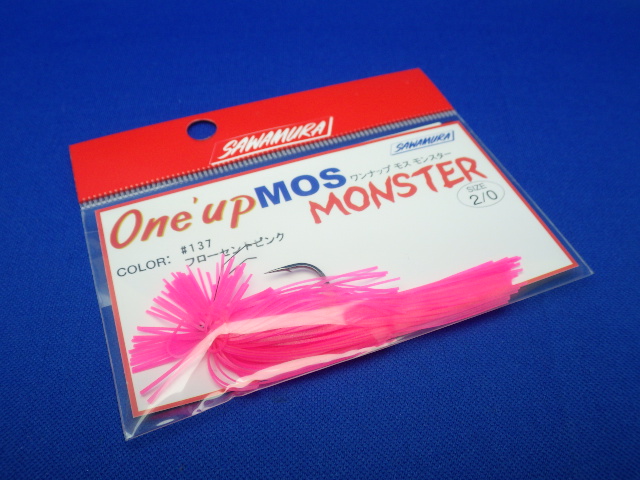 SAWAMURA
SAWAMURA
One'up MOS MONSTER
ワンナップ モス モンスター
SIZE
2/0
COLOR: #137
フローセントピンク